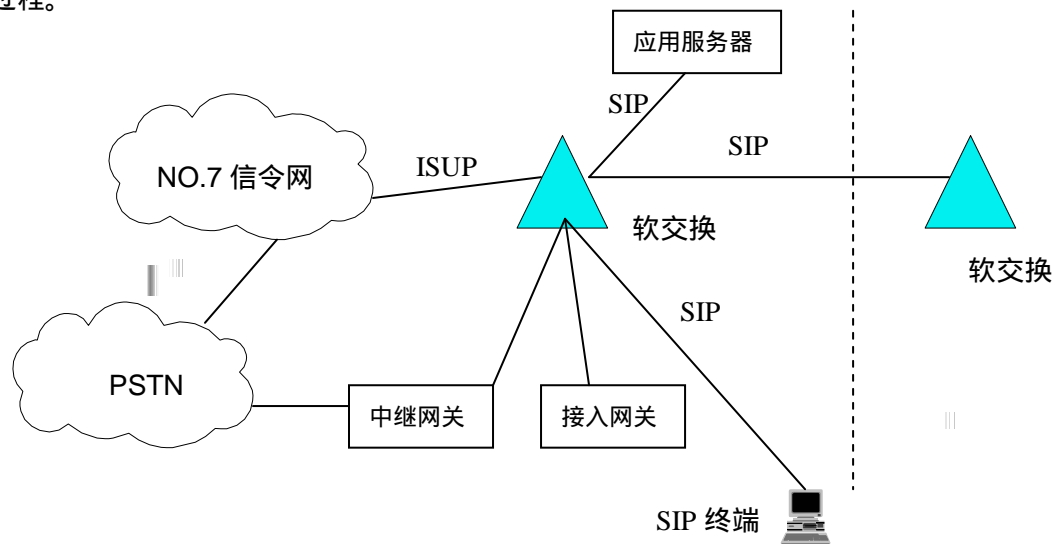 过程。
应用服务器
SIP
SIP
NO.7 信令网
ISUP
软交换
软交换
SIP
PSTN
中继网关
接入网关
SIP 终端